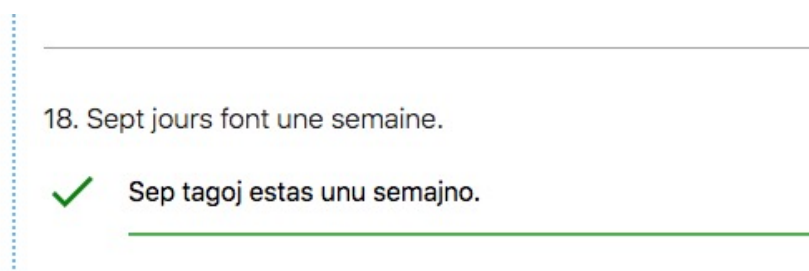 18. Sept jours font une semaine.
Sep tagoj estas unu semajno.